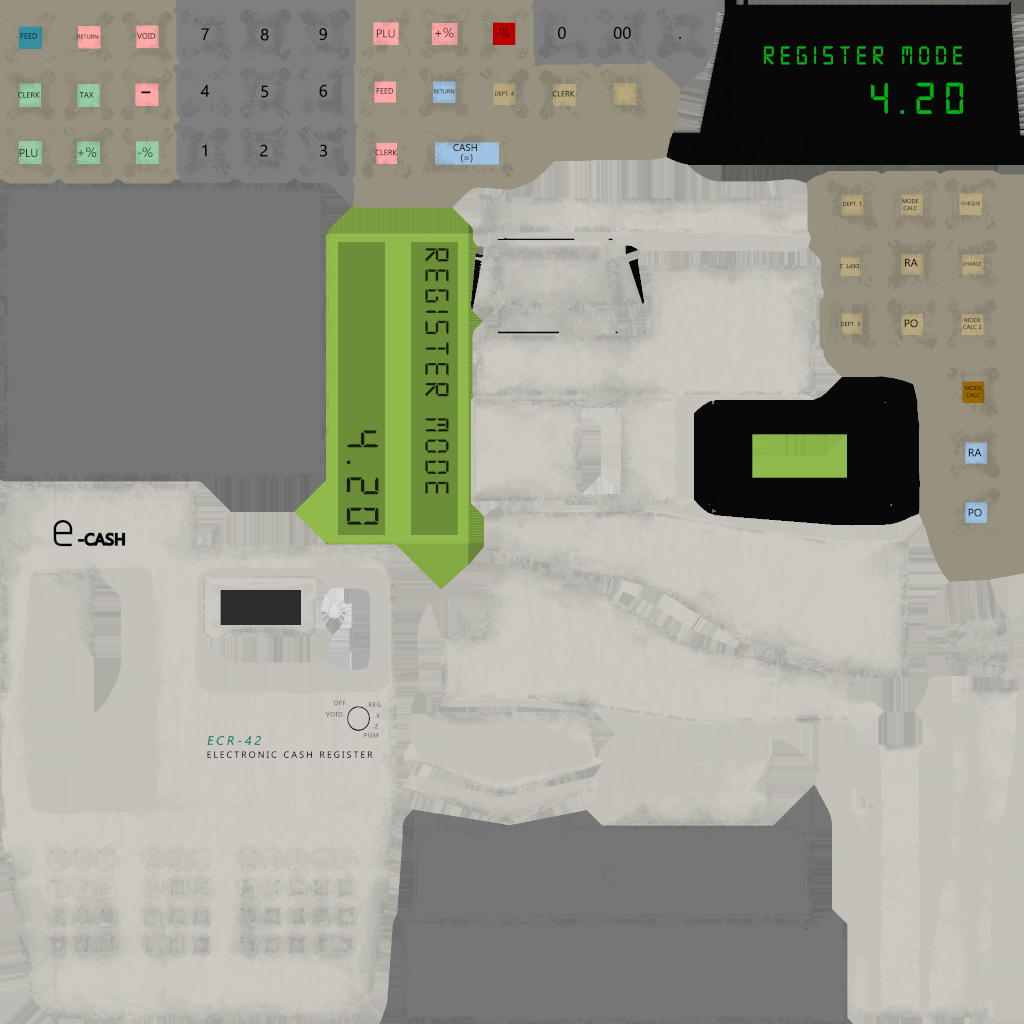 FEED RETURN VOID 7 8 9 PLU +% % 0 00 .
CLERK TAX – 4 5 6 FEED RETURN DEPT. 4 CLERK
PLU +% -% 1 2 3 CLERK CASH
(=)
REGISTER MODE
4.20
DEPT. 1 MODE CALC CHEQUE
DEPT. 2 RA CHARGE
DEPT. 3 PO MODE CALC 2
MODE CALC
RA
PO
REGISTER MODE
4.20
e-CASH
OFF REG
VOID X
Z
PGM
ECR-42
ELECTRONIC CASH REGISTER